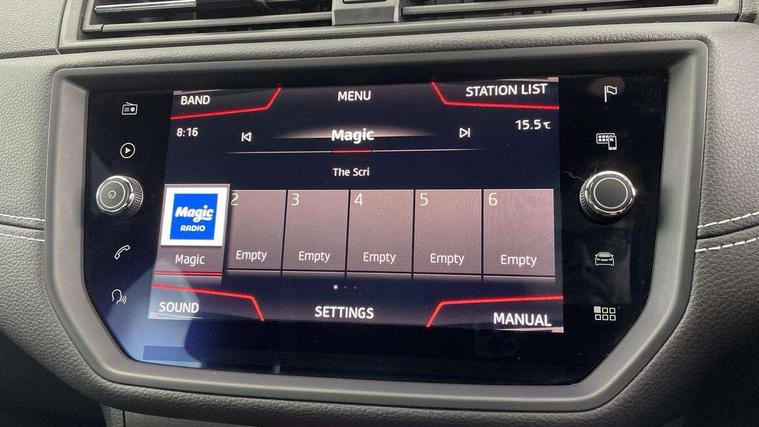 BAND MENU STATION LIST
8:16 Magic 15.5℃
The Scri
2 3 4 5 6
Magic
RADIO
Magic Empty Empty Empty Empty Empty
SOUND SETTINGS MANUAL